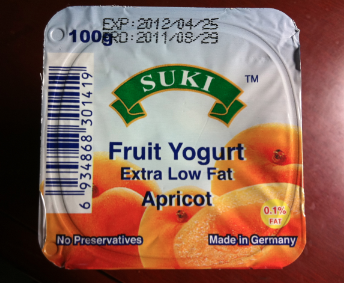 EXP:2012/04/25
100g
PRD:2011/08/29
SUKI
TM
6 934868 301419
Fruit Yogurt
Extra Low Fat
Apricot
0.1%
FAT
No Preservatives
Made in Germany